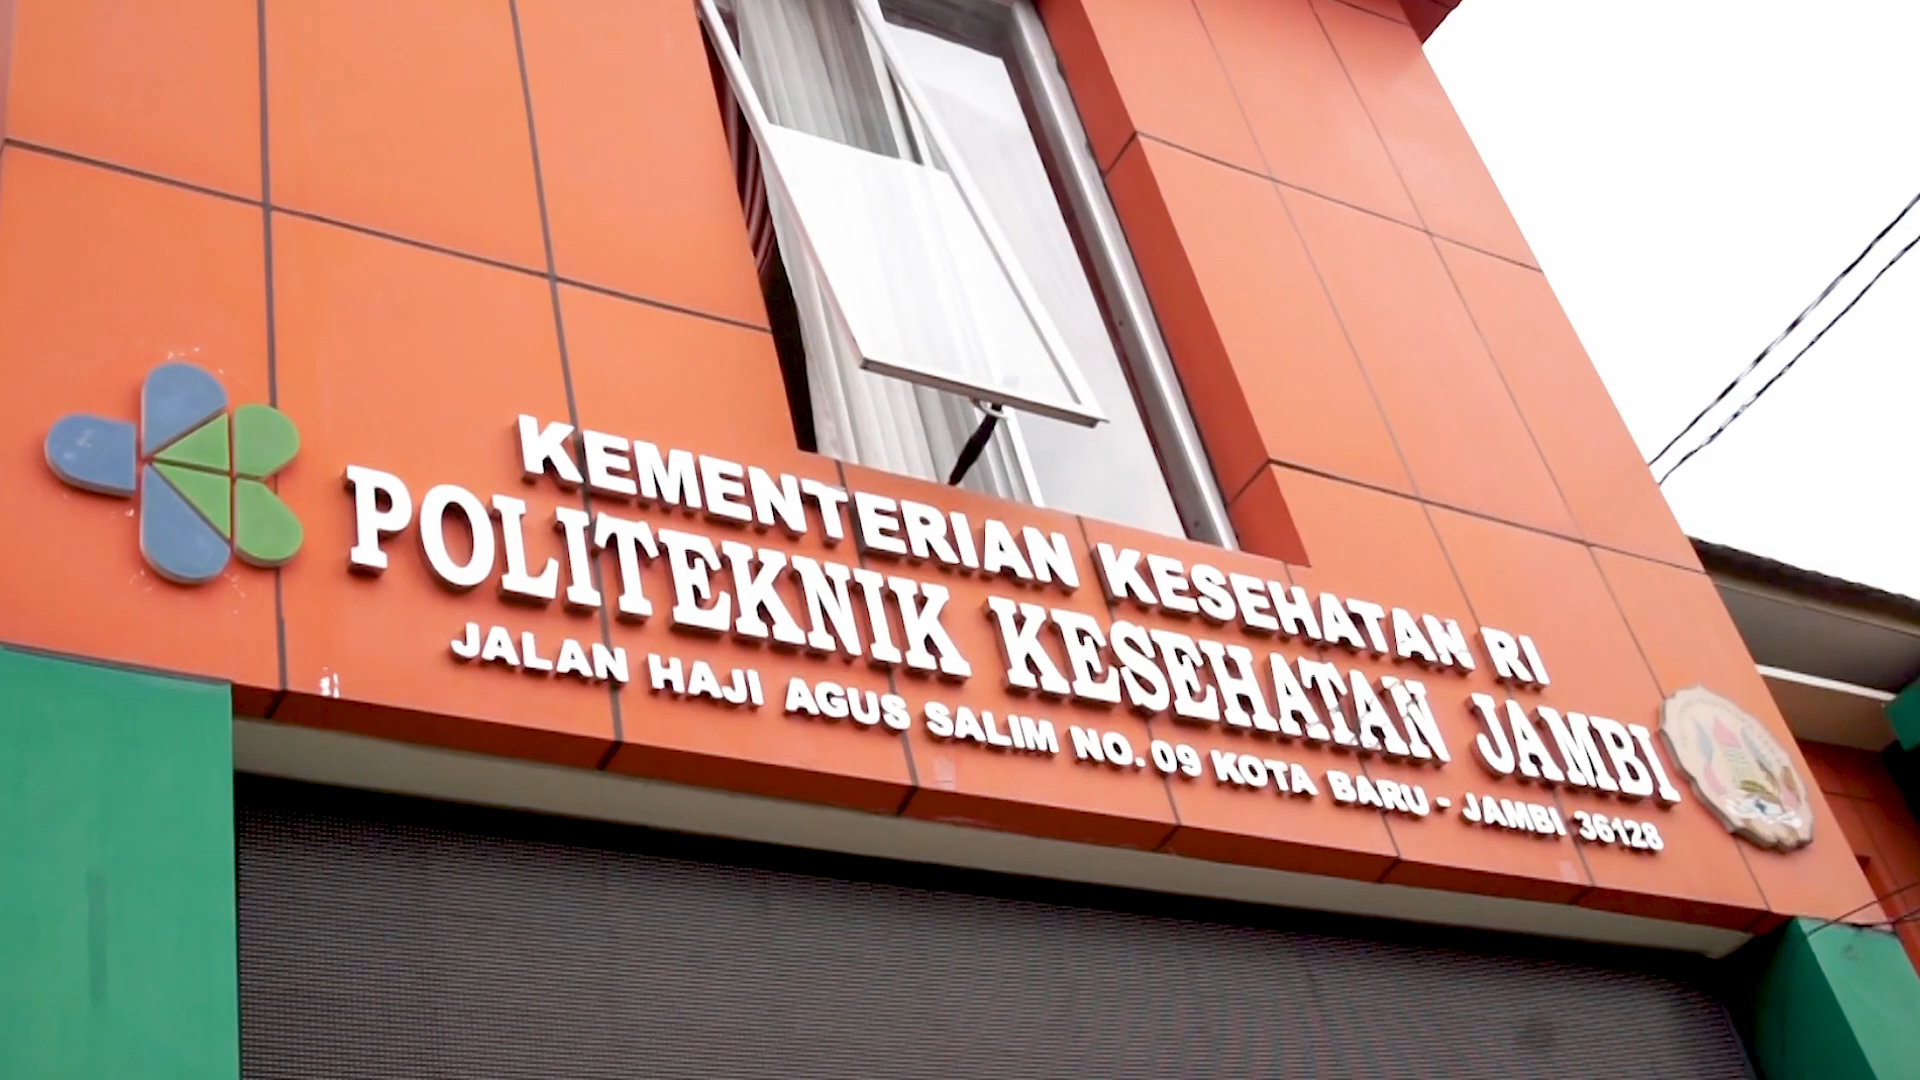 KEMENTERIAN KESEHATAN RI
POLITEKNIK KESEHATAN JAMBI
JALAN HAJI AGUS SALIM NO. 09 KOTA BARU - JAMBI 36128